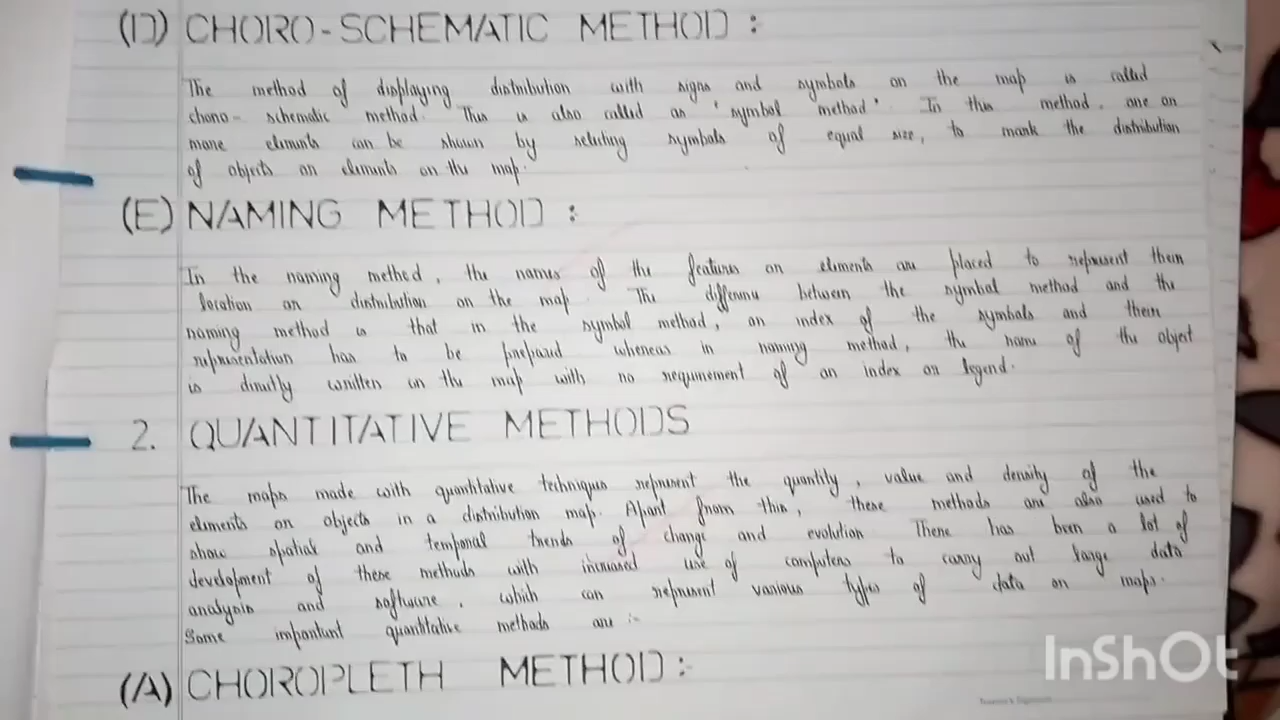 (D) CHORO-SCHEMATIC METHOD :
The method of displaying distribution with signs and symbols on the map is called
choro-schematic method. This is also called as 'symbol method'. In this method, one or
more elements can be shown by selecting symbols of equal size, to mark the distribution
of objects or elements on the map.
(E) NAMING METHOD :
In the naming method, the names of the features or elements are placed to represent their
location or distribution on the map. The difference between the symbol method and the
naming method is that in the symbol method, an index of the symbols and their
representation has to be prepared whereas in naming method, the name of the object
is directly written on the map with no requirement of an index or legend.
2. QUANTITATIVE METHODS
The maps made with quantitative techniques represent the quantity, value and density of the
elements or objects in a distribution map. Apart from this, these methods are also used to
show spatial and temporal trends of change and evolution. There has been a lot of
development of these methods with increased use of computers to carry out large data
analysis and software, which can represent various types of data on maps.
Some important quantitative methods are :-
(A) CHOROPLETH METHOD :-
InShOt
Teacher's Signature